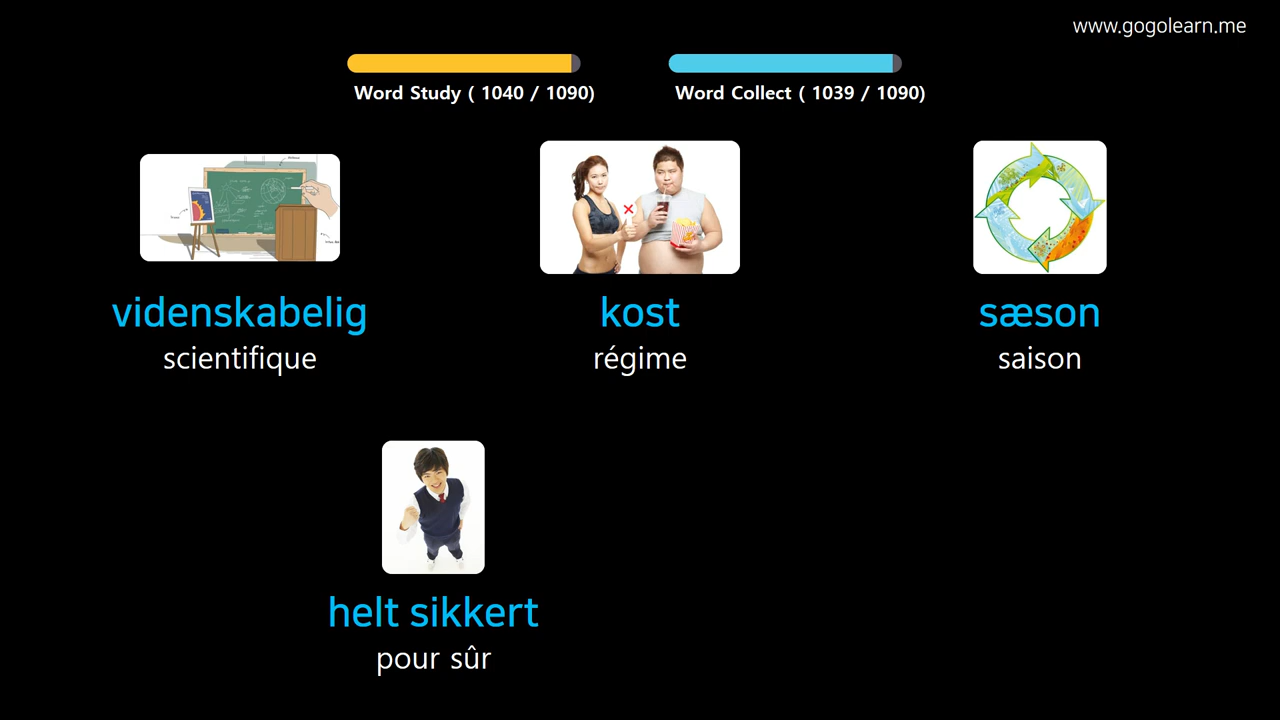 www.gogolearn.me
Word Study ( 1040 / 1090)
Word Collect ( 1039 / 1090)
videnskabelig
scientifique
kost
régime
sæson
saison
helt sikkert
pour sûr